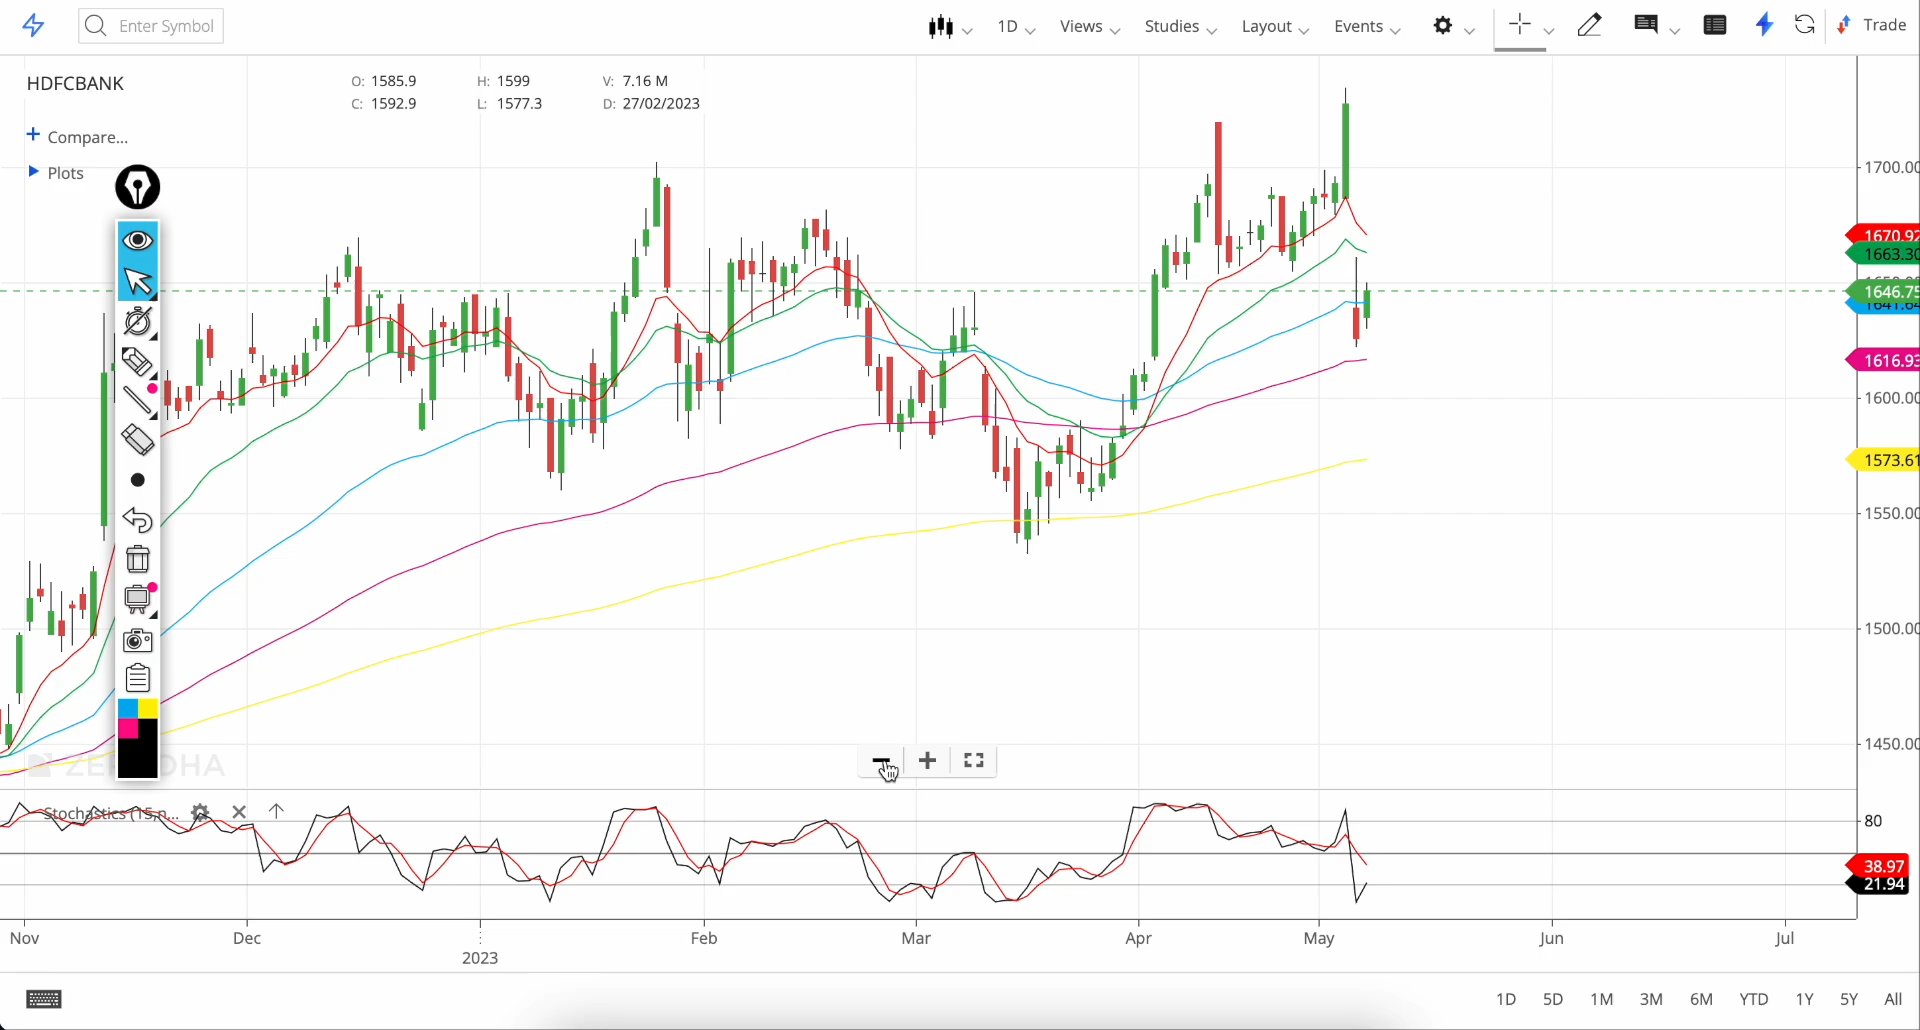 Enter Symbol
1D
Views
Studies
Layout
Events
Trade
HDFCBANK
O: 1585.9 H: 1599 V: 7.16 M
C: 1592.9 L: 1577.3 D: 27/02/2023
Compare...
Plots
1700.00
1670.92
1663.30
1646.75
1616.93
1600.00
1573.61
1550.00
1500.00
1450.00
Stochastics (15,n...
80
38.97
21.94
Nov Dec Feb Mar Apr May Jun Jul
2023
1D 5D 1M 3M 6M YTD 1Y 5Y All